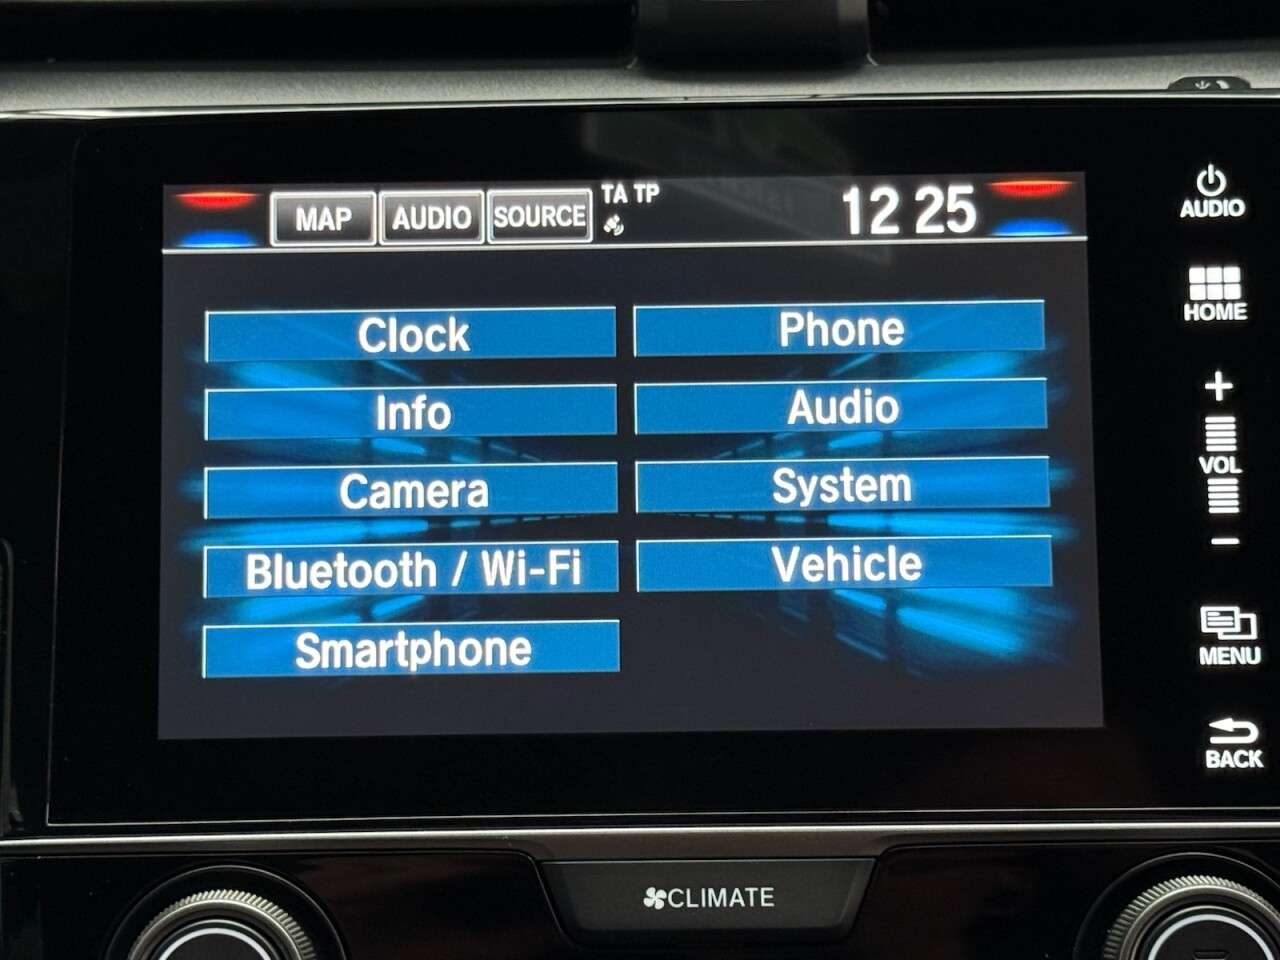 MAP AUDIO SOURCE TA TP 12 25
Clock
Phone
Info
Audio
Camera
System
Bluetooth / Wi-Fi
Vehicle
Smartphone
AUDIO
HOME
+
VOL
−
MENU
BACK
CLIMATE